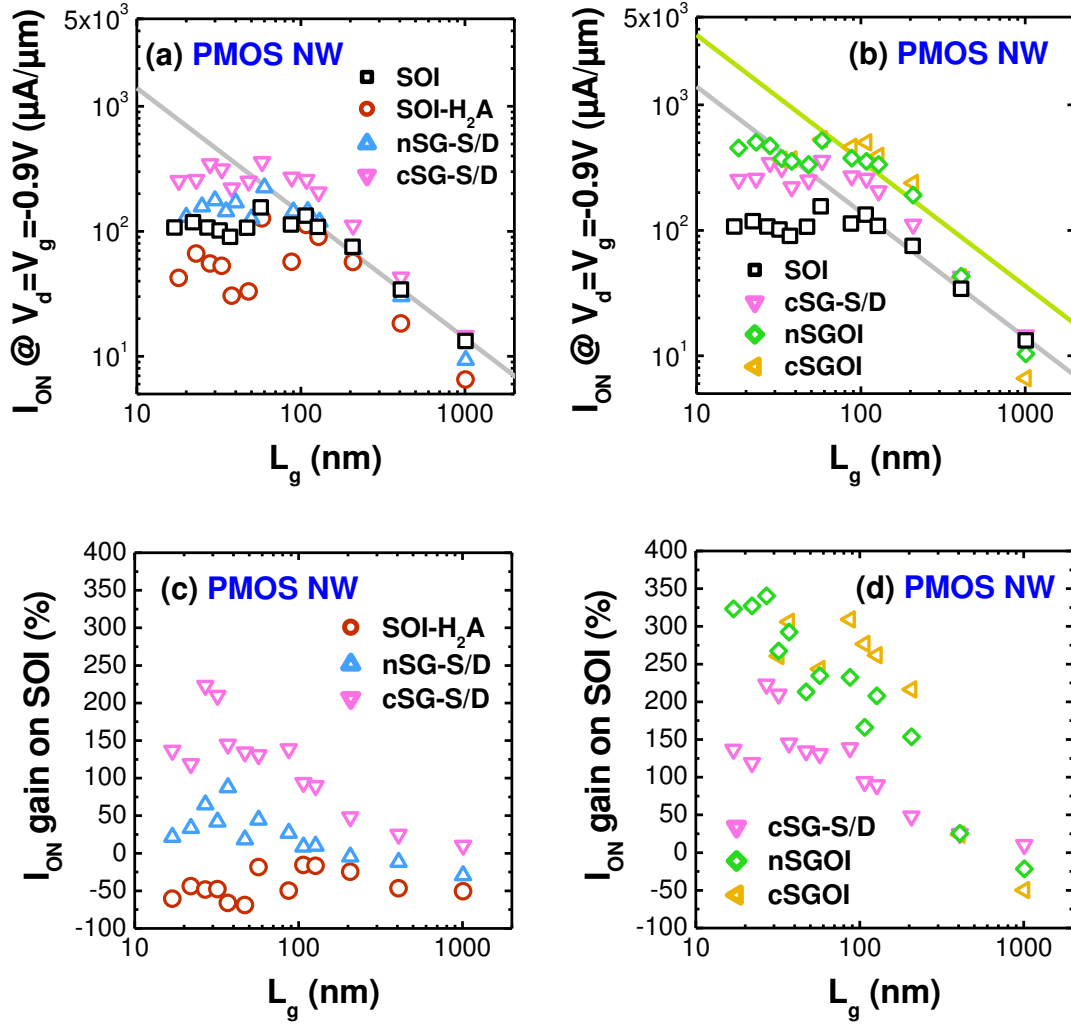 5x10³
(a) PMOS NW
SOI
SOI-H₂A
nSG-S/D
cSG-S/D
10³
10²
10¹
10 100 1000
I_ON @ V_d=V_g=-0.9V (µA/µm)
L_g (nm)
5x10³
(b) PMOS NW
10³
10²
10¹
SOI
cSG-S/D
nSGOI
cSGOI
10 100 1000
I_ON @ V_d=V_g=-0.9V (µA/µm)
L_g (nm)
400
350
300
250
200
150
100
50
0
-50
-100
(c) PMOS NW
SOI-H₂A
nSG-S/D
cSG-S/D
10 100 1000
I_ON gain on SOI (%)
L_g (nm)
400
350
300
250
200
150
100
50
0
-50
-100
(d) PMOS NW
cSG-S/D
nSGOI
cSGOI
10 100 1000
I_ON gain on SOI (%)
L_g (nm)